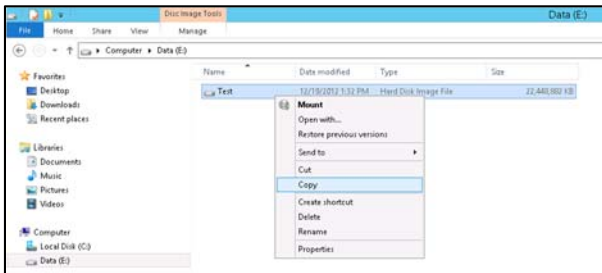 Disc Image Tools Data (E:)
File Home Share View Manage
Computer Data (E:)
Name Date modified Type Size
Favorites
Desktop
Downloads
Recent places
Libraries
Documents
Music
Pictures
Videos
Computer
Local Disk (C:)
Data (E:)
Test 12/19/2012 1:32 PM Hard Disk Image File 22,440,982 KB
Mount
Open with...
Restore previous versions
Send to
Cut
Copy
Create shortcut
Delete
Rename
Properties